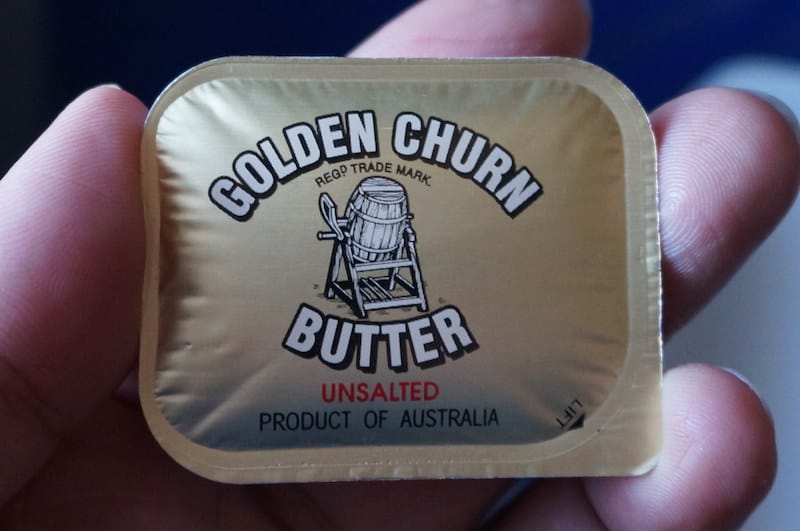 GOLDEN CHURN
REGD TRADE MARK.
BUTTER
UNSALTED
PRODUCT OF AUSTRALIA
LIFT